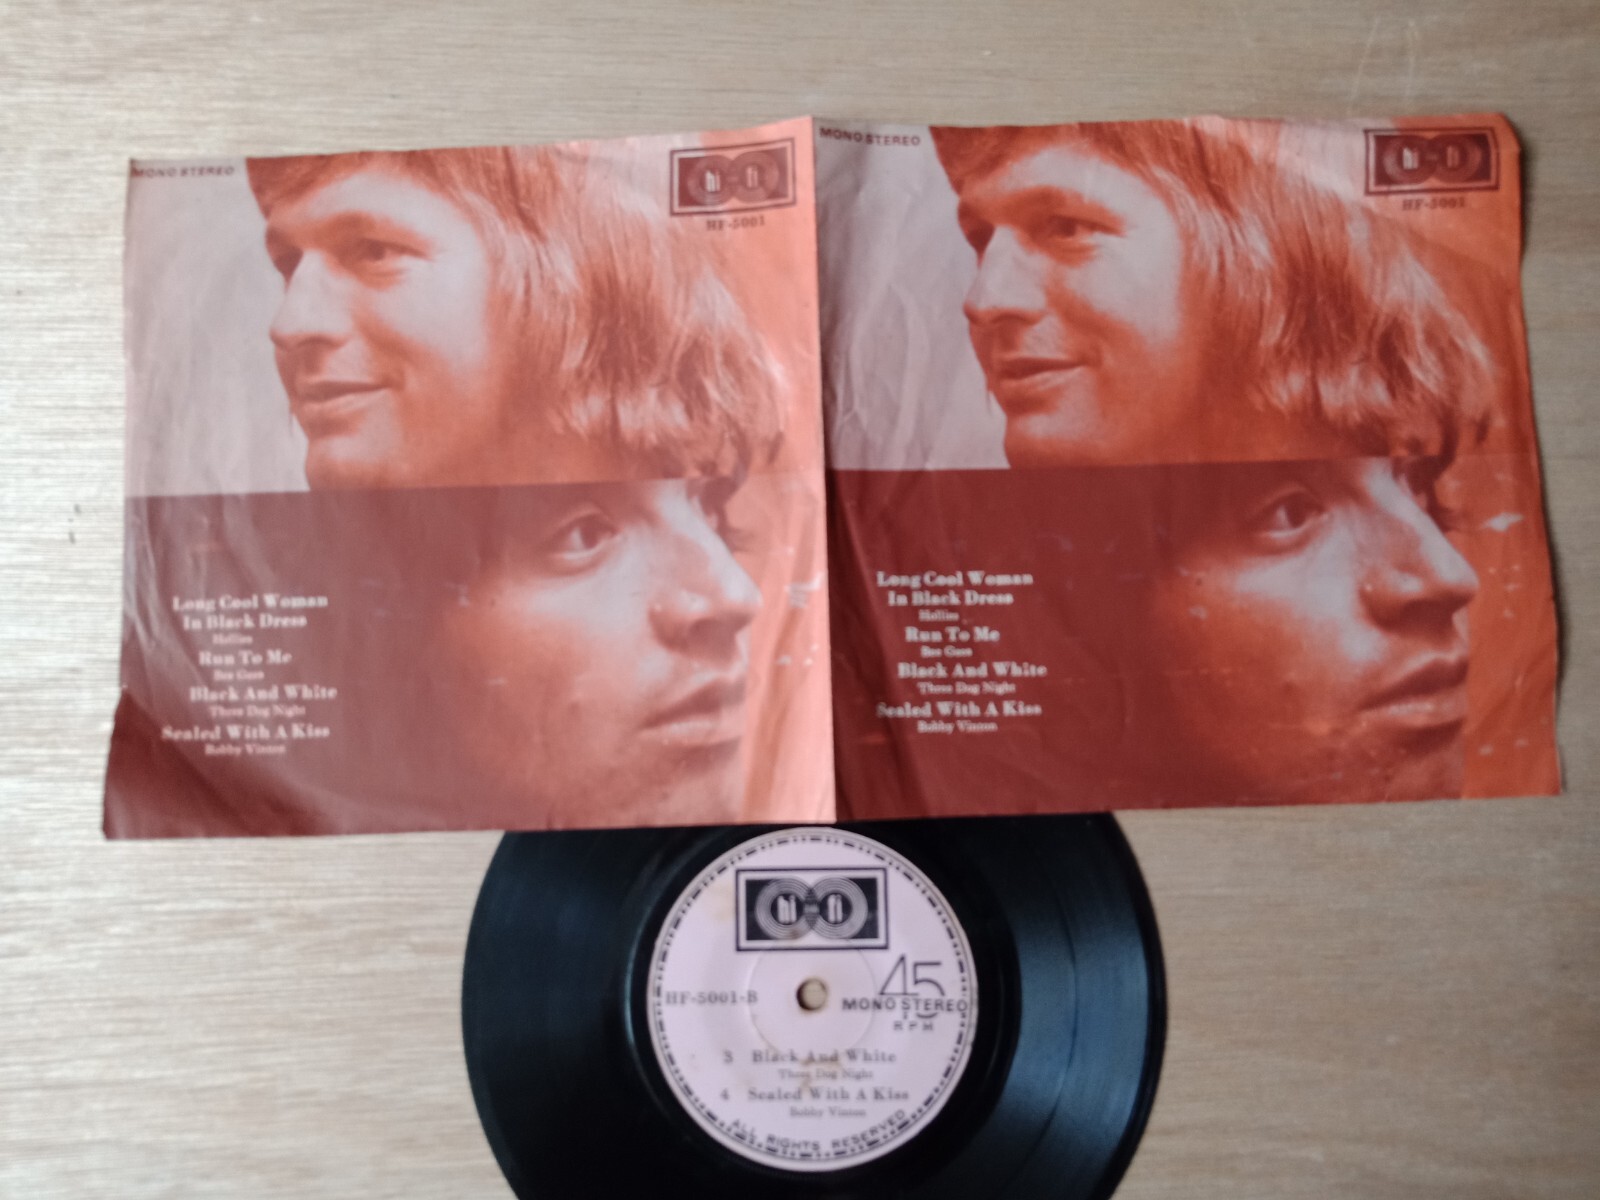 MONO STEREO
hi-fi
HF-5001
Long Cool Woman
In Black Dress
Hollies
Run To Me
Bee Gees
Black And White
Three Dog Night
Sealed With A Kiss
Bobby Vinton
MONO STEREO
hi-fi
HF-5001
Long Cool Woman
In Black Dress
Hollies
Run To Me
Bee Gees
Black And White
Three Dog Night
Sealed With A Kiss
Bobby Vinton
hi fi
HF-5001-B
45
MONO STEREO
RPM
3 Black And White
Three Dog Night
4 Sealed With A Kiss
Bobby Vinton
ALL RIGHTS RESERVED